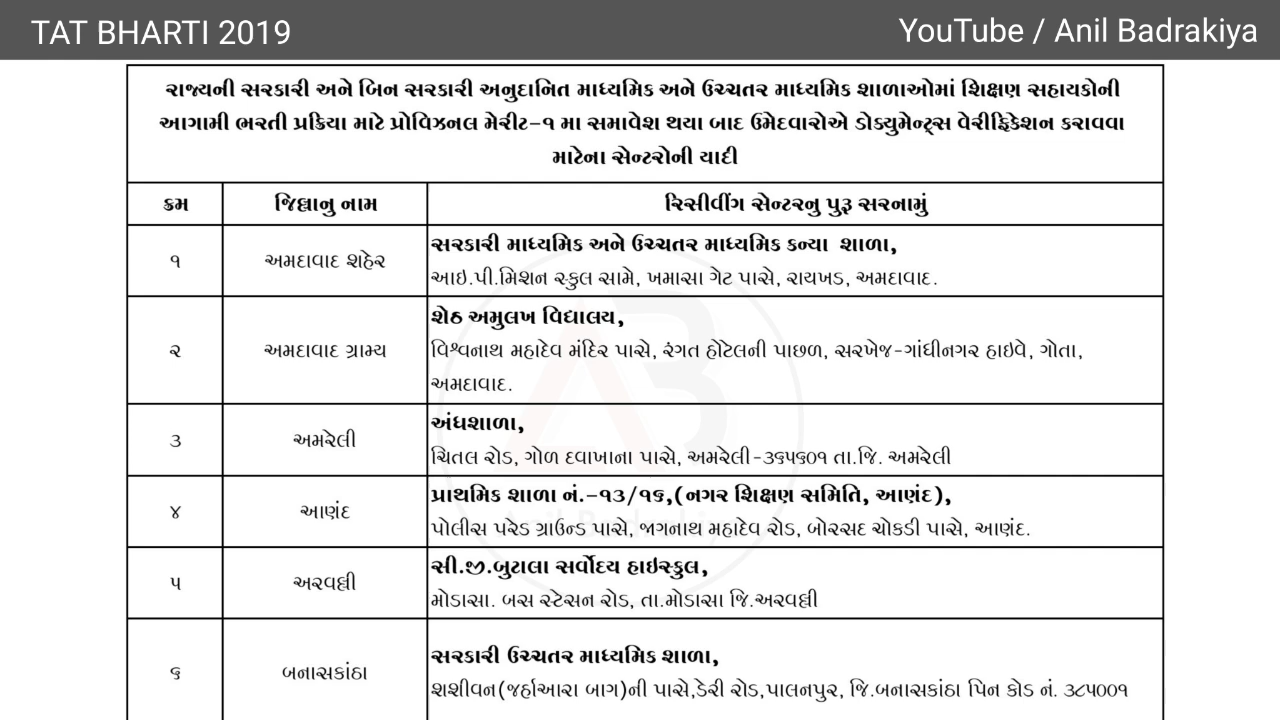 TAT BHARTI 2019
YouTube / Anil Badrakiya
રાજ્યની સરકારી અને બિન સરકારી અનુદાનિત માધ્યમિક અને ઉચ્ચતર માધ્યમિક શાળાઓમાં શિક્ષણ સહાયકોની
આગામી ભરતી પ્રક્રિયા માટે પ્રોવિઝનલ મેરીટ-૧ મા સમાવેશ થયા બાદ ઉમેદવારોએ ડોક્યુમેન્ટ્સ વેરીફિકેશન કરાવવા
માટેના સેન્ટરોની યાદી
ક્રમ જિલ્લાનુ નામ રિસીવીંગ સેન્ટરનુ પુરૂ સરનામું
૧ અમદાવાદ શહેર સરકારી માધ્યમિક અને ઉચ્ચતર માધ્યમિક કન્યા શાળા,
આઇ.પી.મિશન સ્કુલ સામે, ખમાસા ગેટ પાસે, રાયખડ, અમદાવાદ.
૨ અમદાવાદ ગ્રામ્ય શેઠ અમુલખ વિદ્યાલય,
વિશ્વનાથ મહાદેવ મંદિર પાસે, રંગત હોટેલની પાછળ, સરખેજ-ગાંધીનગર હાઇવે, ગોતા,
અમદાવાદ.
૩ અમરેલી અંધશાળા,
ચિતલ રોડ, ગોળ દવાખાના પાસે, અમરેલી-૩૬૫૬૦૧ તા.જિ. અમરેલી
૪ આણંદ પ્રાથમિક શાળા નં.-૧૩/૧૬,(નગર શિક્ષણ સમિતિ, આણંદ),
પોલીસ પરેડ ગ્રાઉન્ડ પાસે, જગનાથ મહાદેવ રોડ, બોરસદ ચોકડી પાસે, આણંદ.
૫ અરવલ્લી સી.જી.બુટાલા સર્વોદય હાઇસ્કુલ,
મોડાસા. બસ સ્ટેસન રોડ, તા.મોડાસા જિ.અરવલ્લી
૬ બનાસકાંઠા સરકારી ઉચ્ચતર માધ્યમિક શાળા,
શશીવન(જર્હાઆરા બાગ)ની પાસે,ડેરી રોડ,પાલનપુર, જિ.બનાસકાંઠા પિન કોડ નં. ૩૮૫૦૦૧